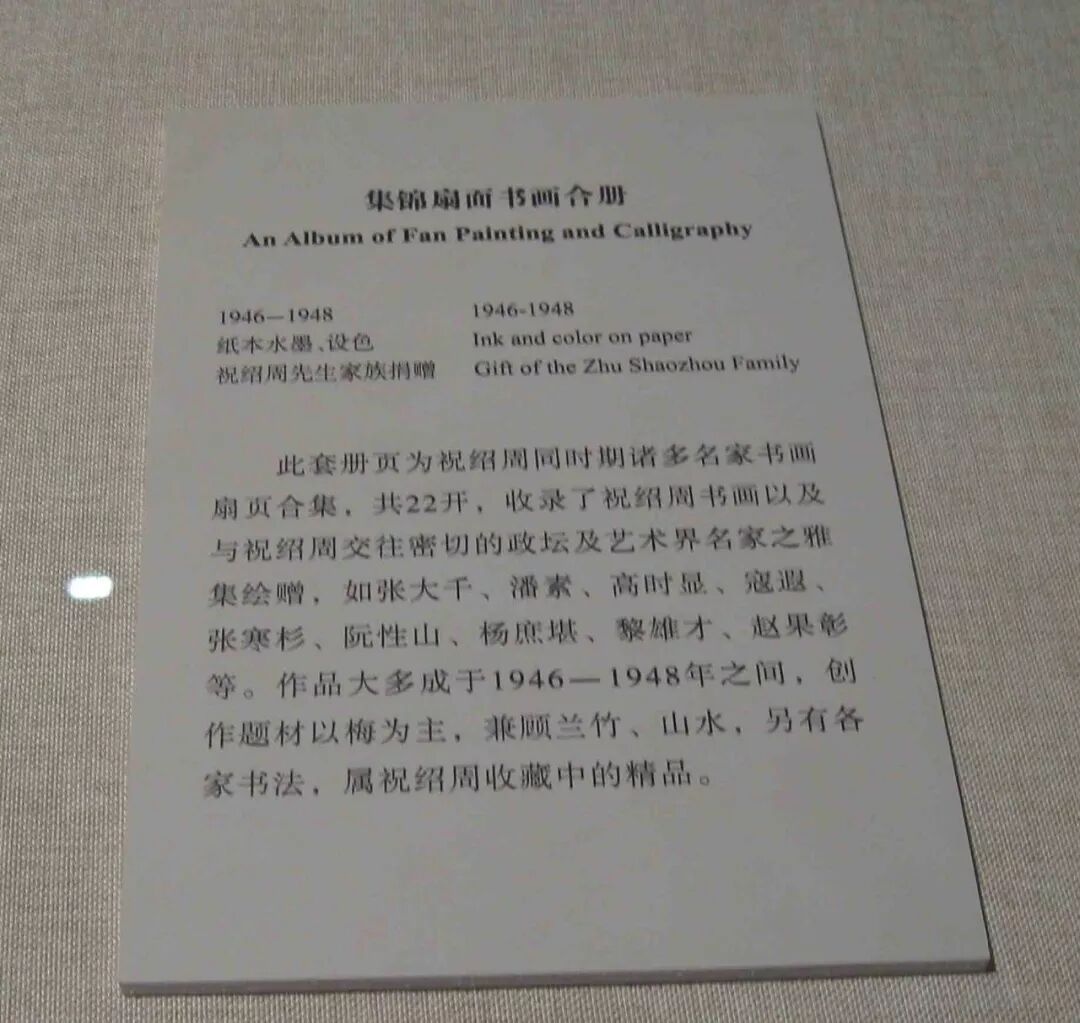 集锦扇面书画合册
An Album of Fan Painting and Calligraphy
1946—1948
纸本水墨、设色
祝绍周先生家族捐赠
1946-1948
Ink and color on paper
Gift of the Zhu Shaozhou Family
此套册页为祝绍周同时期诸多名家书画
扇页合集，共22开，收录了祝绍周书画以及
与祝绍周交往密切的政坛及艺术界名家之雅
集绘赠，如张大千、潘素、高时显、寇遐、
张寒杉、阮性山、杨庶堪、黎雄才、赵果彰
等。作品大多成于1946—1948年之间，创
作题材以梅为主，兼顾兰竹、山水，另有各
家书法，属祝绍周收藏中的精品。